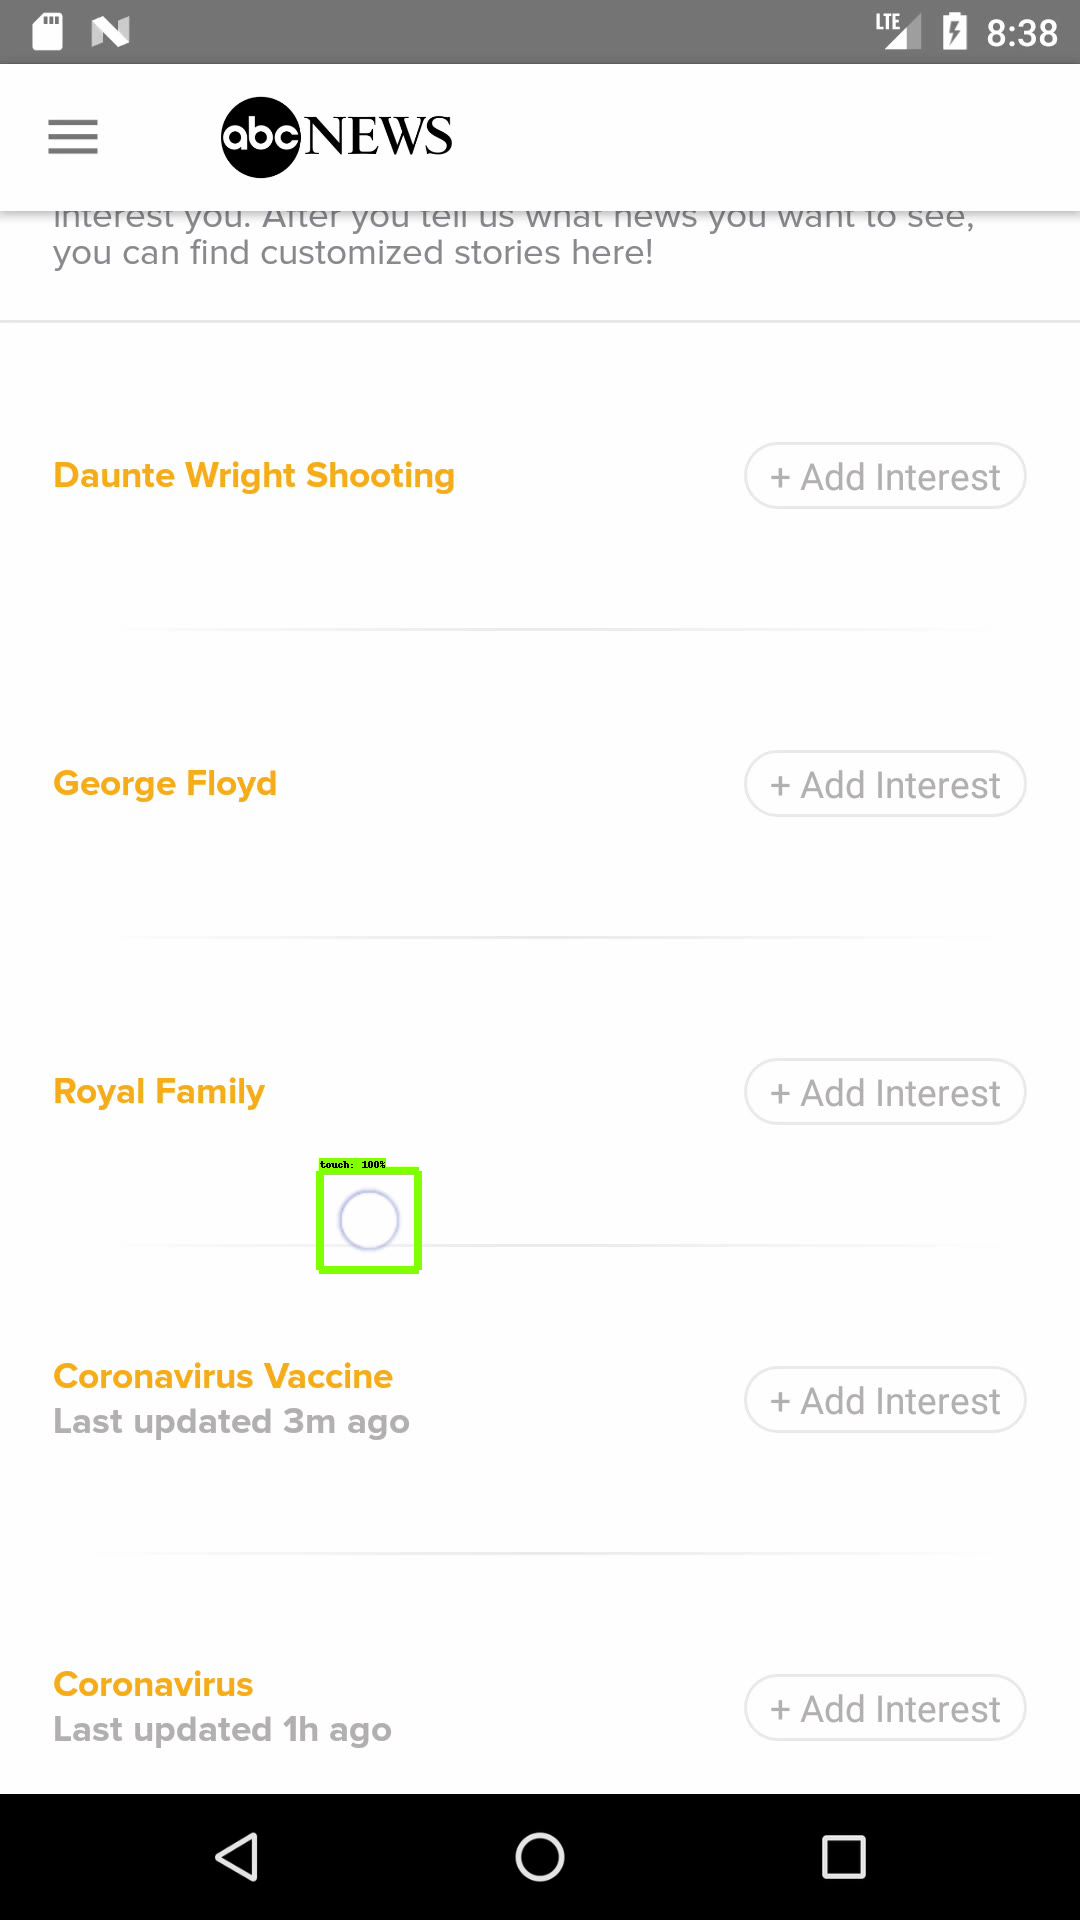 LTE 8:38
abc NEWS
interest you. After you tell us what news you want to see,
you can find customized stories here!
Daunte Wright Shooting + Add Interest
George Floyd + Add Interest
Royal Family + Add Interest
touch: 100%
Coronavirus Vaccine + Add Interest
Last updated 3m ago
Coronavirus + Add Interest
Last updated 1h ago